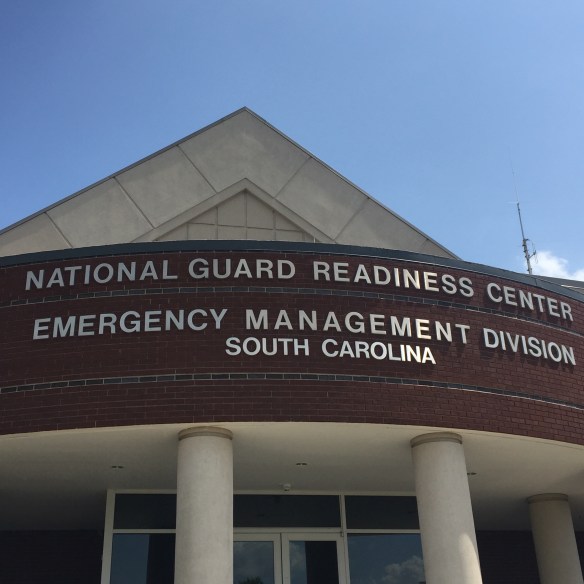 NATIONAL GUARD READINESS CENTER
EMERGENCY MANAGEMENT DIVISION
SOUTH CAROLINA